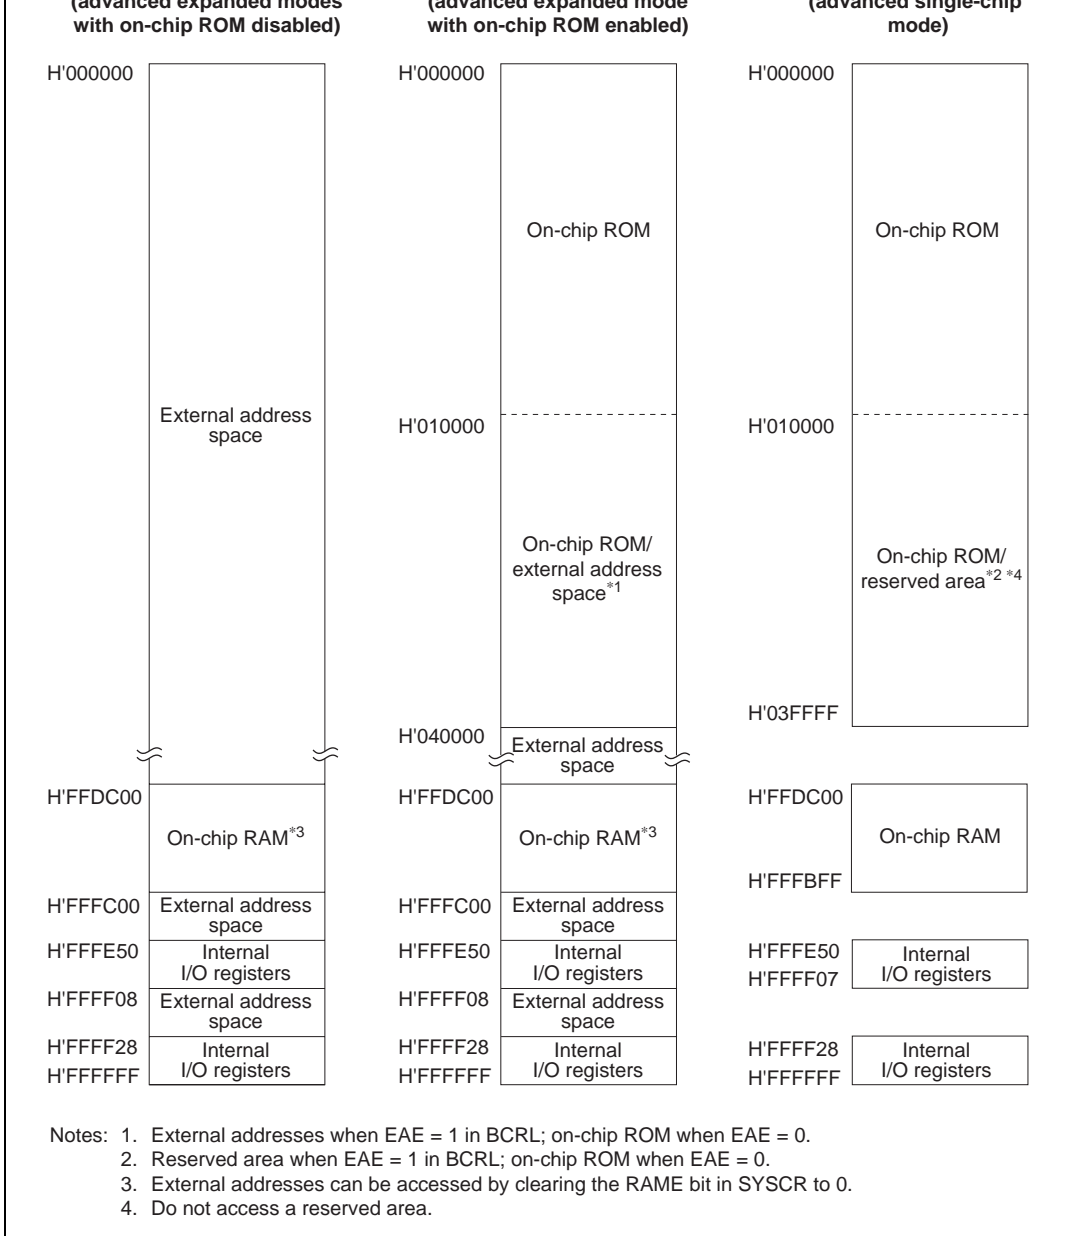 (advanced expanded modes
with on-chip ROM disabled)
(advanced expanded mode
with on-chip ROM enabled)
(advanced single-chip
mode)
H'000000
External address
space
H'FFDC00
On-chip RAM*3
H'FFFC00
External address
space
H'FFFE50
Internal
I/O registers
H'FFFF08
External address
space
H'FFFF28
Internal
I/O registers
H'FFFFFF
H'000000
On-chip ROM
H'010000
On-chip ROM/
external address
space*1
H'040000
External address
space
H'FFDC00
On-chip RAM*3
H'FFFC00
External address
space
H'FFFE50
Internal
I/O registers
H'FFFF08
External address
space
H'FFFF28
Internal
I/O registers
H'FFFFFF
H'000000
On-chip ROM
H'010000
On-chip ROM/
reserved area*2 *4
H'03FFFF
H'FFDC00
On-chip RAM
H'FFFBFF
H'FFFE50
Internal
I/O registers
H'FFFF07
H'FFFF28
Internal
I/O registers
H'FFFFFF
Notes: 1. External addresses when EAE = 1 in BCRL; on-chip ROM when EAE = 0.
2. Reserved area when EAE = 1 in BCRL; on-chip ROM when EAE = 0.
3. External addresses can be accessed by clearing the RAME bit in SYSCR to 0.
4. Do not access a reserved area.